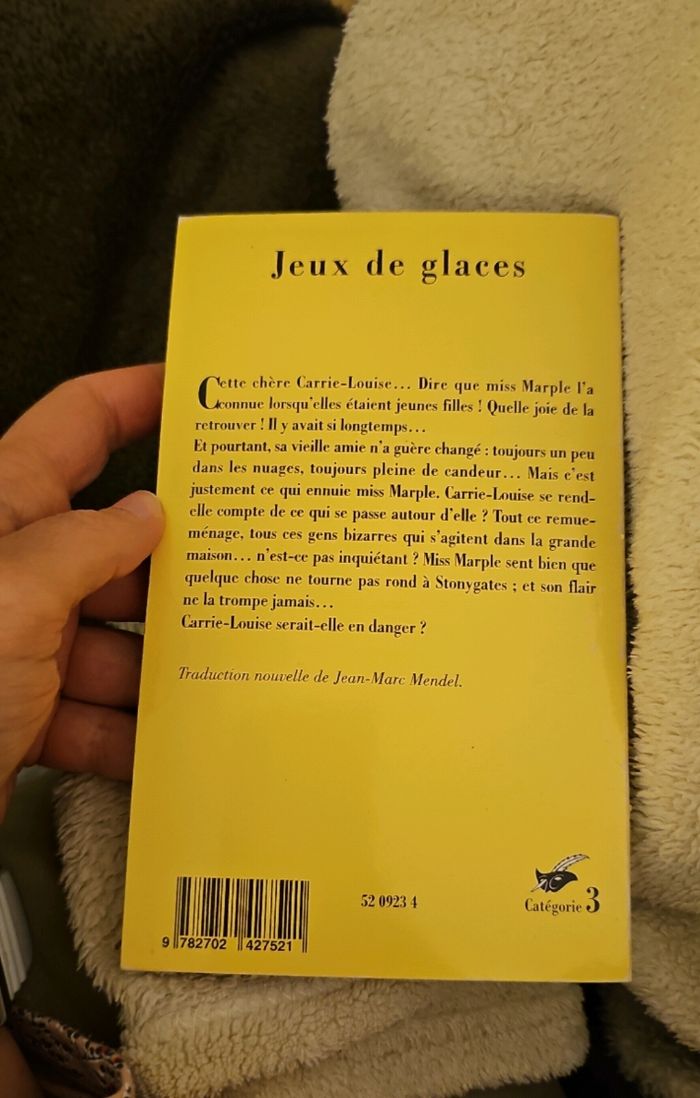 Jeux de glaces
Cette chère Carrie-Louise... Dire que miss Marple l'a
connue lorsqu'elles étaient jeunes filles ! Quelle joie de la
retrouver ! Il y avait si longtemps...
Et pourtant, sa vieille amie n'a guère changé : toujours un peu
dans les nuages, toujours pleine de candeur... Mais c'est
justement ce qui ennuie miss Marple. Carrie-Louise se rend-
elle compte de ce qui se passe autour d'elle ? Tout ce remue-
ménage, tous ces gens bizarres qui s'agitent dans la grande
maison... n'est-ce pas inquiétant ? Miss Marple sent bien que
quelque chose ne tourne pas rond à Stonygates ; et son flair
ne la trompe jamais...
Carrie-Louise serait-elle en danger ?
Traduction nouvelle de Jean-Marc Mendel.
9 782702 427521
52 0923 4
Catégorie 3